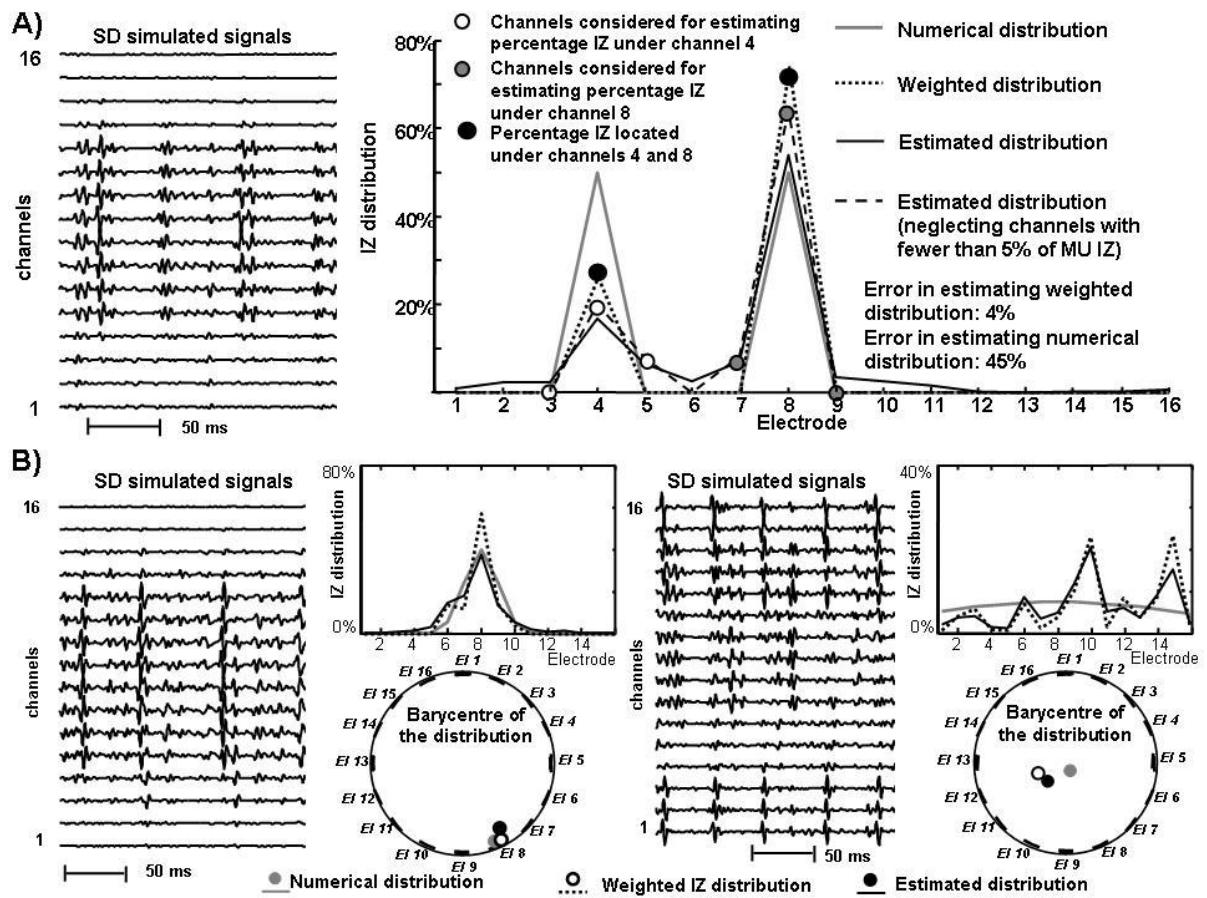 A)
SD simulated signals
16
channels
1
50 ms
80%
60%
40%
20%
IZ distribution
Channels considered for estimating
percentage IZ under channel 4
Channels considered for
estimating percentage IZ
under channel 8
Percentage IZ located
under channels 4 and 8
Numerical distribution
Weighted distribution
Estimated distribution
Estimated distribution
(neglecting channels with
fewer than 5% of MU IZ)
Error in estimating weighted
distribution: 4%
Error in estimating numerical
distribution: 45%
1 2 3 4 5 6 7 8 9 10 11 12 13 14 15 16
Electrode
B)
SD simulated signals
16
channels
1
50 ms
80%
IZ distribution
0%
2 4 6 8 10 12 14
Electrode
El 1
El 2
El 3
El 4
El 5
El 6
El 7
El 8
El 9
El 10
El 11
El 12
El 13
El 14
El 15
El 16
Barycentre of
the distribution
SD simulated signals
16
channels
1
50 ms
40%
IZ distribution
0%
2 4 6 8 10 12 14
Electrode
El 1
El 2
El 3
El 4
El 5
El 6
El 7
El 8
El 9
El 10
El 11
El 12
El 13
El 14
El 15
El 16
Barycentre of
the distribution
Numerical distribution
Weighted IZ distribution
Estimated distribution